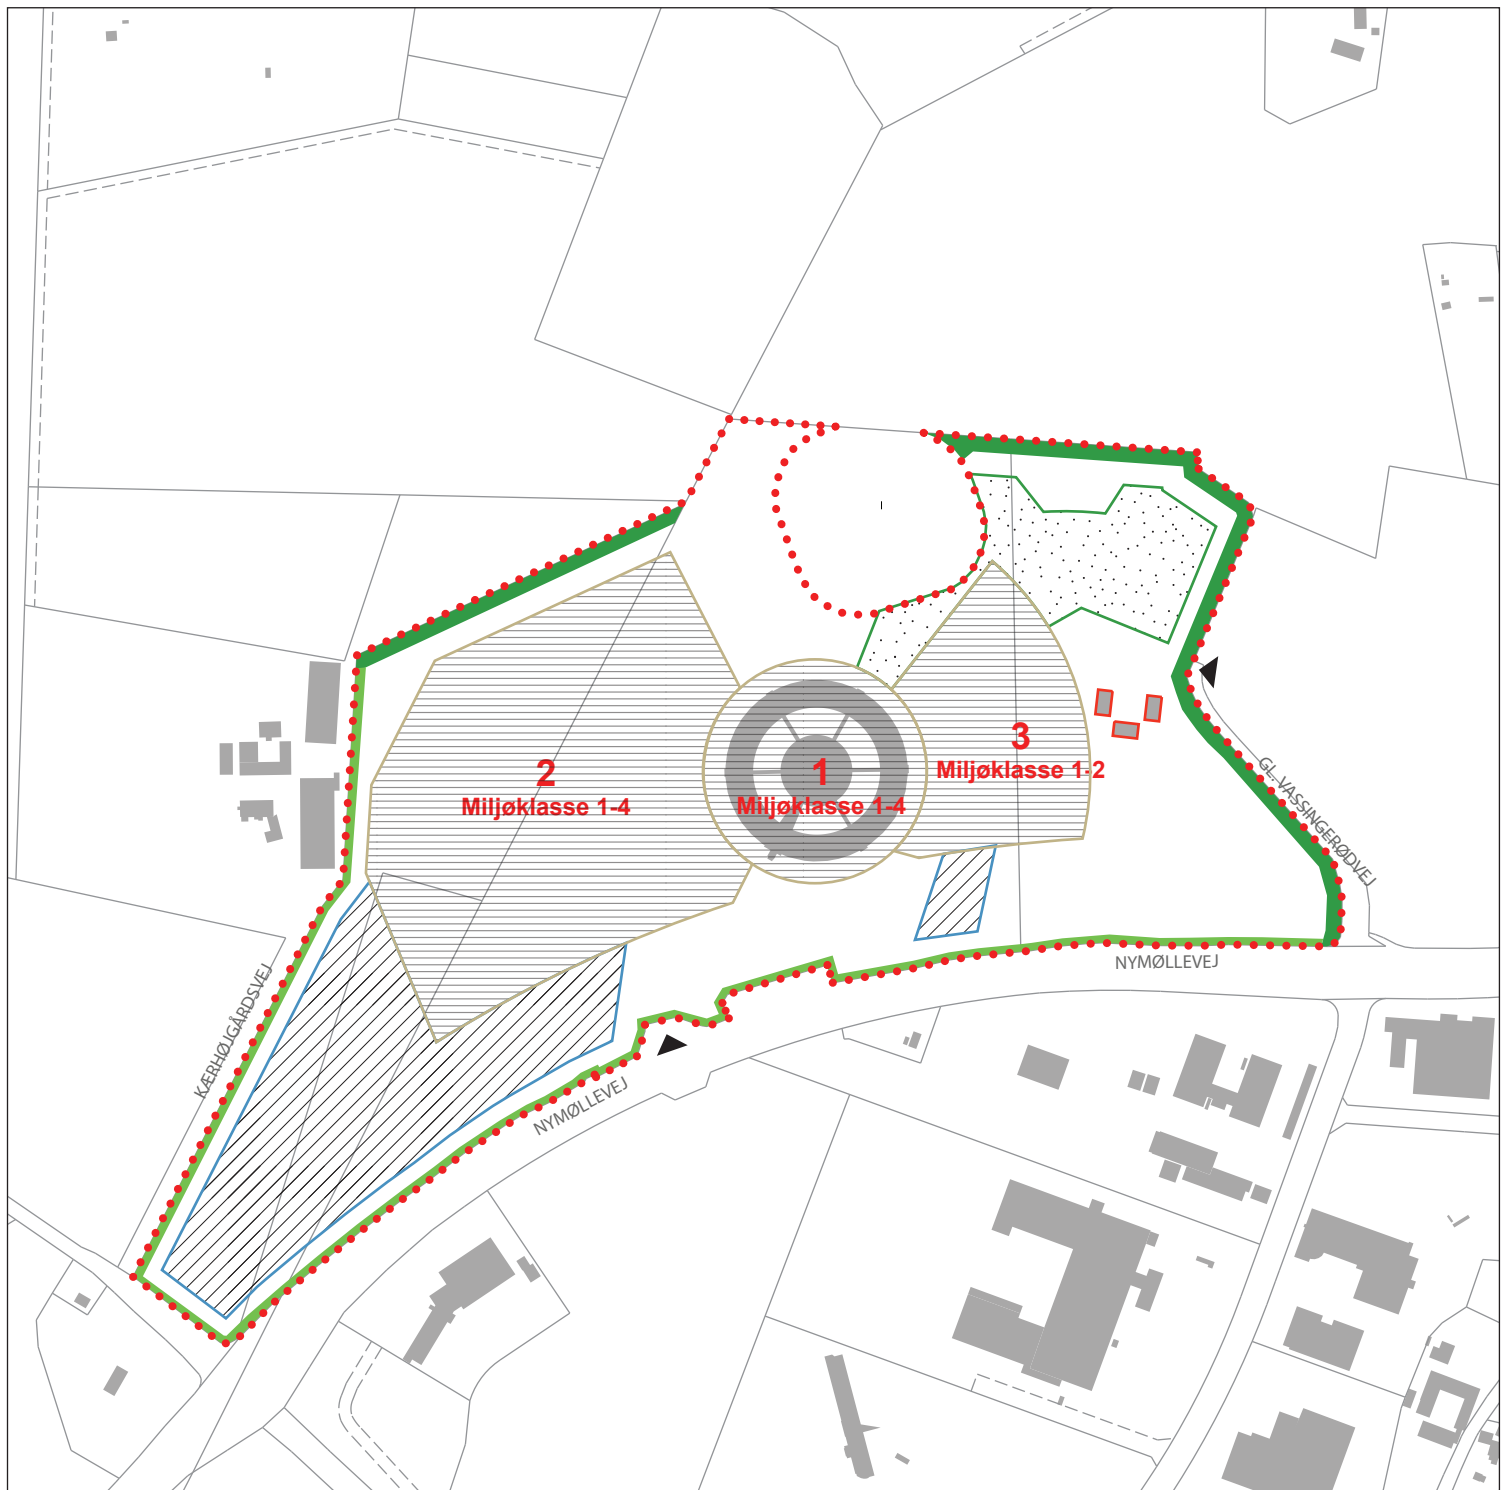 3
Miljøklasse 1-2
2
Miljøklasse 1-4
1
Miljøklasse 1-4
GL. VASSINGERØDVEJ
NYMØLLEVEJ
KÆRHØJGÅRDSVEJ
NYMØLLEVEJ